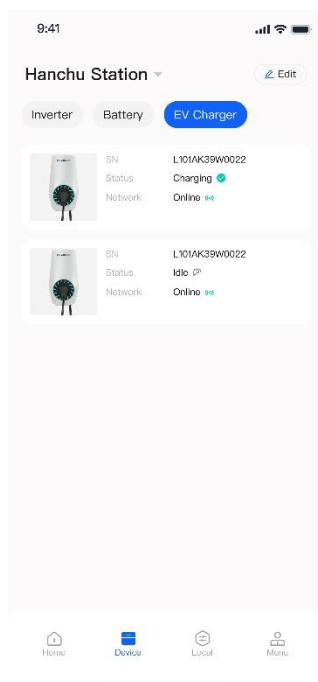 9:41
Hanchu Station
Edit
Inverter Battery EV Charger
SN L101AK39W0022
Status Charging
Network Online
SN L101AK39W0022
Status Idle
Network Online
Home Device Local Menu